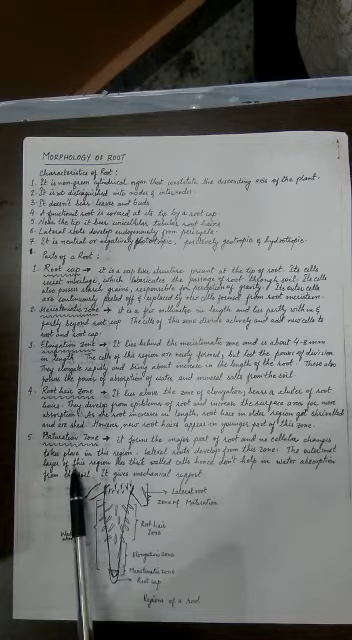 MORPHOLOGY OF ROOT
Characteristics of Root :
1. It is non-green cylindrical organ that constitute the descending axis of the plant.
2. It is not distinguished into nodes & internodes.
3. It doesn't bear leaves and buds.
4. A functional root is covered at its tip by a root cap.
5. Near the tip it bear unicellular tubular root hairs
6. Lateral roots develop endogenously from pericycle.
7. It is neutral or negatively phototropic, positively geotropic & hydrotropic.
Parts of a Root :
1. Root cap → it is a cap like structure present at the tip of root. Its cells
secret mucilage, which lubricates the passage of root through soil. Its cells
also possess starch grains, responsible for perception of gravity. Its outer cells
are continuously peeled off & replaced by new cells formed from root meristem.
2. Meristematic zone → it is a few millimetre in length and lies partly within &
partly beyond root cap. The cells of this zone divide actively and add new cells to
root and root cap.
3. Elongation zone → It lies behind the meristematic zone and is about 4-8 mm
in length. The cells of this region are newly formed, but lost the power of division.
They elongate rapidly and bring about increase in the length of the root. These also
possess the power of absorption of water and mineral salts from the soil.
4. Root hair zone → It lies above the zone of elongation, bears a cluster of root
hairs. They develop from epiblema of root and increase the surface area for more
absorption. As the root increases in length, root hair in older region get shrivelled
and are shed. However, new root hairs appear in younger part of this zone.
5. Maturation Zone → it forms the major part of root and no cellular changes
takes place in this region. lateral roots develop from this zone. The outermost
layer of this region has thick walled cells hence don't help in water absorption
from the soil. It gives mechanical support.
Lateral root
Zone of Maturation
Root hair
Zone
Elongation zone
Meristematic zone
Root cap
Regions of a root